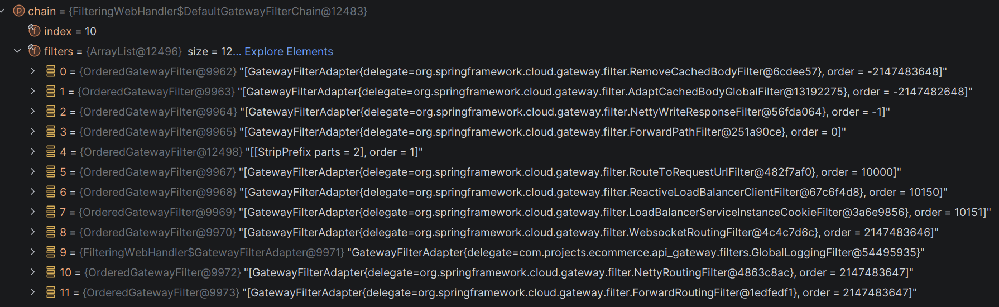 chain = {FilteringWebHandler$DefaultGatewayFilterChain@12483}
index = 10
filters = {ArrayList@12496} size = 12... Explore Elements
0 = {OrderedGatewayFilter@9962} "[GatewayFilterAdapter{delegate=org.springframework.cloud.gateway.filter.RemoveCachedBodyFilter@6cdee57}, order = -2147483648]"
1 = {OrderedGatewayFilter@9963} "[GatewayFilterAdapter{delegate=org.springframework.cloud.gateway.filter.AdaptCachedBodyGlobalFilter@13192275}, order = -2147482648]"
2 = {OrderedGatewayFilter@9964} "[GatewayFilterAdapter{delegate=org.springframework.cloud.gateway.filter.NettyWriteResponseFilter@56fda064}, order = -1]"
3 = {OrderedGatewayFilter@9965} "[GatewayFilterAdapter{delegate=org.springframework.cloud.gateway.filter.ForwardPathFilter@251a90ce}, order = 0]"
4 = {OrderedGatewayFilter@12498} "[[StripPrefix parts = 2], order = 1]"
5 = {OrderedGatewayFilter@9967} "[GatewayFilterAdapter{delegate=org.springframework.cloud.gateway.filter.RouteToRequestUrlFilter@482f7af0}, order = 10000]"
6 = {OrderedGatewayFilter@9968} "[GatewayFilterAdapter{delegate=org.springframework.cloud.gateway.filter.ReactiveLoadBalancerClientFilter@67c6f4d8}, order = 10150]"
7 = {OrderedGatewayFilter@9969} "[GatewayFilterAdapter{delegate=org.springframework.cloud.gateway.filter.LoadBalancerServiceInstanceCookieFilter@3a6e9856}, order = 10151]"
8 = {OrderedGatewayFilter@9970} "[GatewayFilterAdapter{delegate=org.springframework.cloud.gateway.filter.WebsocketRoutingFilter@4c4c7d6c}, order = 2147483646]"
9 = {FilteringWebHandler$GatewayFilterAdapter@9971} "GatewayFilterAdapter{delegate=com.projects.ecommerce.api_gateway.filters.GlobalLoggingFilter@54495935}"
10 = {OrderedGatewayFilter@9972} "[GatewayFilterAdapter{delegate=org.springframework.cloud.gateway.filter.NettyRoutingFilter@4863c8ac}, order = 2147483647]"
11 = {OrderedGatewayFilter@9973} "[GatewayFilterAdapter{delegate=org.springframework.cloud.gateway.filter.ForwardRoutingFilter@1edfedf1}, order = 2147483647]"